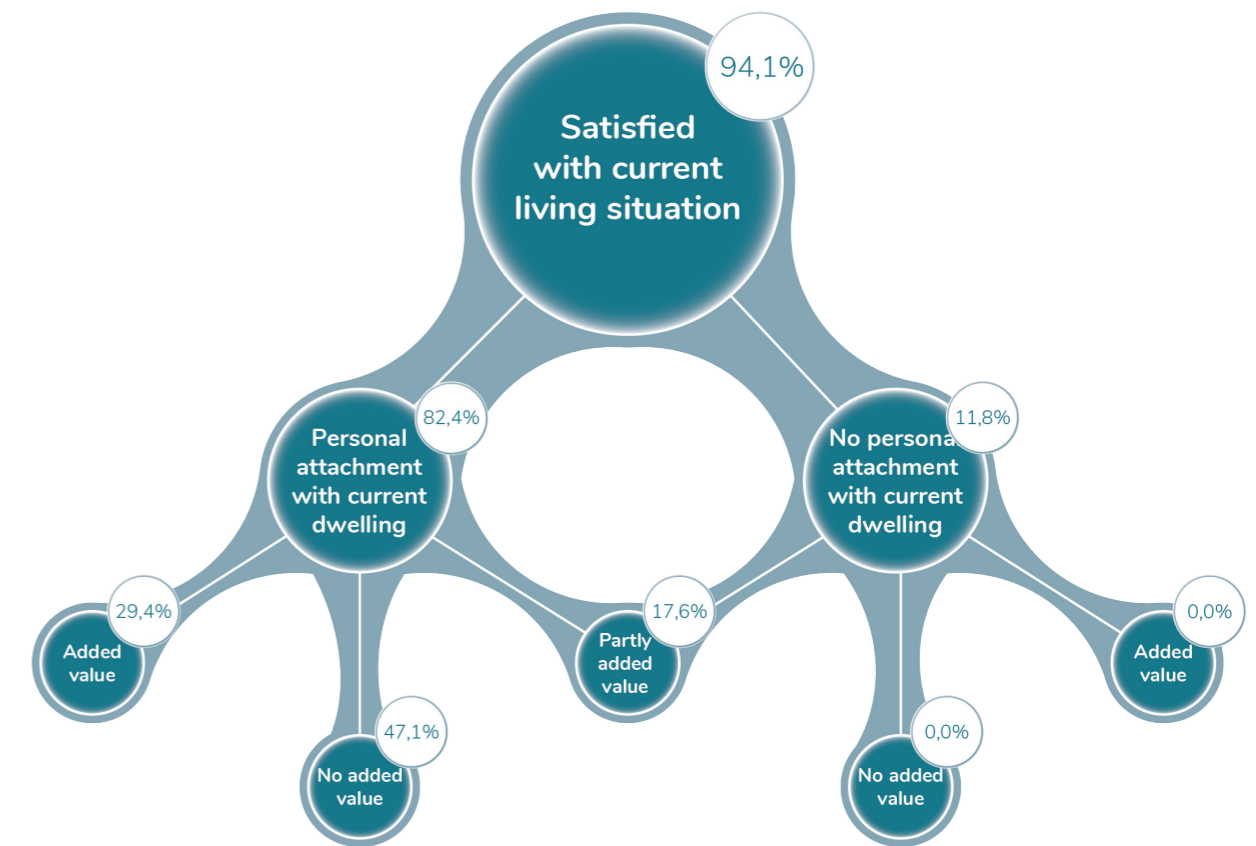 94,1%
Satisfied
with current
living situation
82,4%
Personal
attachment
with current
dwelling
11,8%
No personal
attachment
with current
dwelling
29,4%
Added
value
47,1%
No added
value
17,6%
Partly
added
value
0,0%
No added
value
0,0%
Added
value